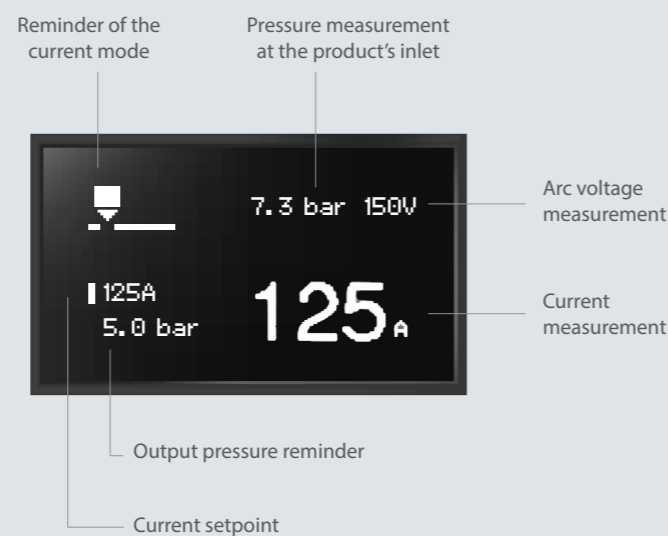 Reminder of the
current mode
Pressure measurement
at the product's inlet
7.3 bar 150V
Arc voltage
measurement
125A
5.0 bar
125A
Current
measurement
Output pressure reminder
Current setpoint